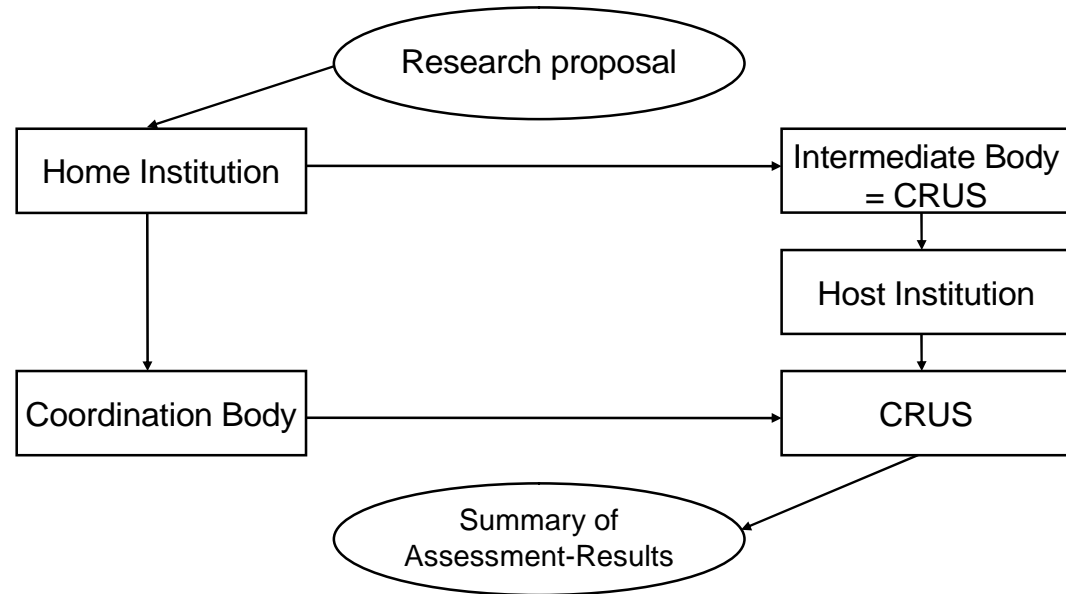 Research proposal
Home Institution
Intermediate Body
= CRUS
Host Institution
Coordination Body
CRUS
Summary of
Assessment-Results